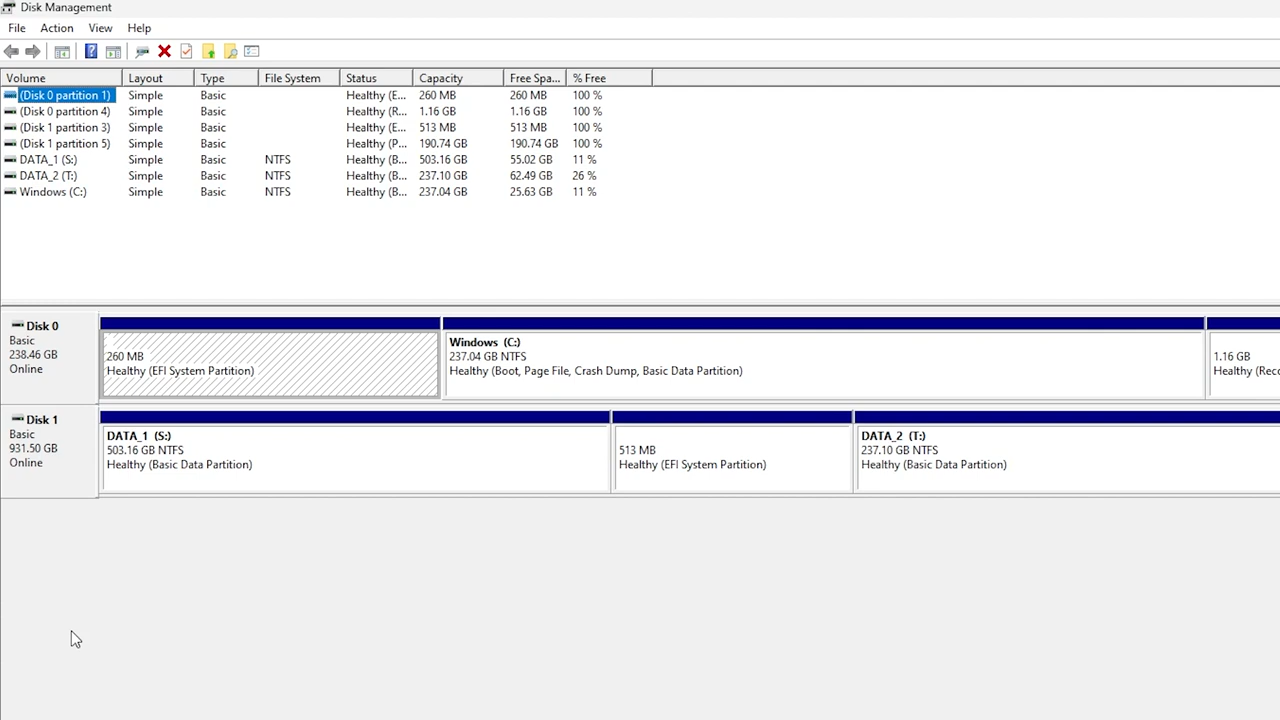 Disk Management
File Action View Help
Volume Layout Type File System Status Capacity Free Spa... % Free
(Disk 0 partition 1) Simple Basic Healthy (E... 260 MB 260 MB 100 %
(Disk 0 partition 4) Simple Basic Healthy (R... 1.16 GB 1.16 GB 100 %
(Disk 1 partition 3) Simple Basic Healthy (E... 513 MB 513 MB 100 %
(Disk 1 partition 5) Simple Basic Healthy (P... 190.74 GB 190.74 GB 100 %
DATA_1 (S:) Simple Basic NTFS Healthy (B... 503.16 GB 55.02 GB 11 %
DATA_2 (T:) Simple Basic NTFS Healthy (B... 237.10 GB 62.49 GB 26 %
Windows (C:) Simple Basic NTFS Healthy (B... 237.04 GB 25.63 GB 11 %
Disk 0
Basic
238.46 GB
Online
260 MB
Healthy (EFI System Partition)
Windows (C:)
237.04 GB NTFS
Healthy (Boot, Page File, Crash Dump, Basic Data Partition)
1.16 GB
Healthy (Reco
Disk 1
Basic
931.50 GB
Online
DATA_1 (S:)
503.16 GB NTFS
Healthy (Basic Data Partition)
513 MB
Healthy (EFI System Partition)
DATA_2 (T:)
237.10 GB NTFS
Healthy (Basic Data Partition)